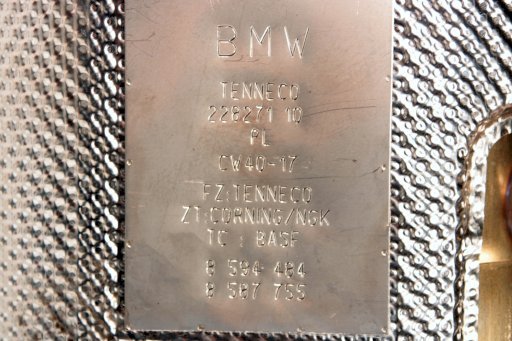 BMW
TENNECO
228271 10
PL
CW40-17
FZ:TENNECO
ZT:CORNING/NGK
TC : BASF
8 594 484
8 587 755